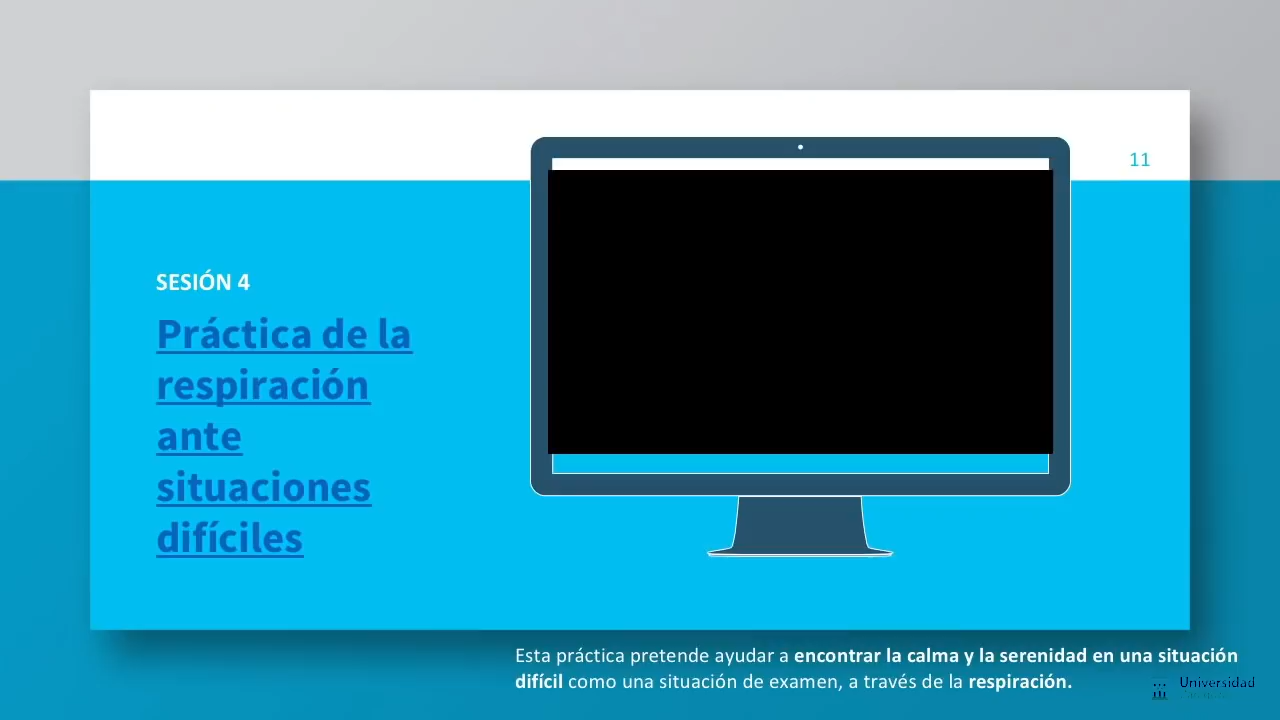 11
SESIÓN 4
Práctica de la
respiración
ante
situaciones
difíciles
Esta práctica pretende ayudar a encontrar la calma y la serenidad en una situación
difícil como una situación de examen, a través de la respiración.
Universidad